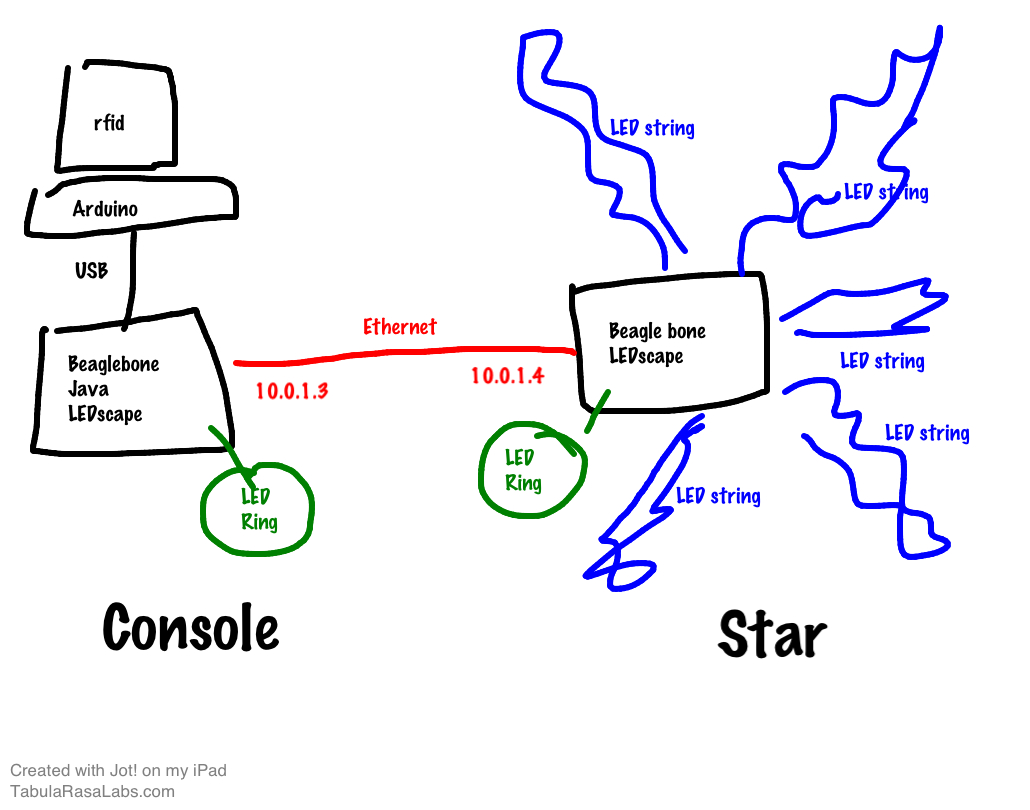 rfid
Arduino
USB
Beaglebone
Java
LEDscape
LED
Ring
Console
Ethernet
10.0.1.3
10.0.1.4
LED string
LED string
Beagle bone
LEDscape
LED string
LED string
LED
Ring
LED string
Star
Created with Jot! on my iPad
TabulaRasaLabs.com